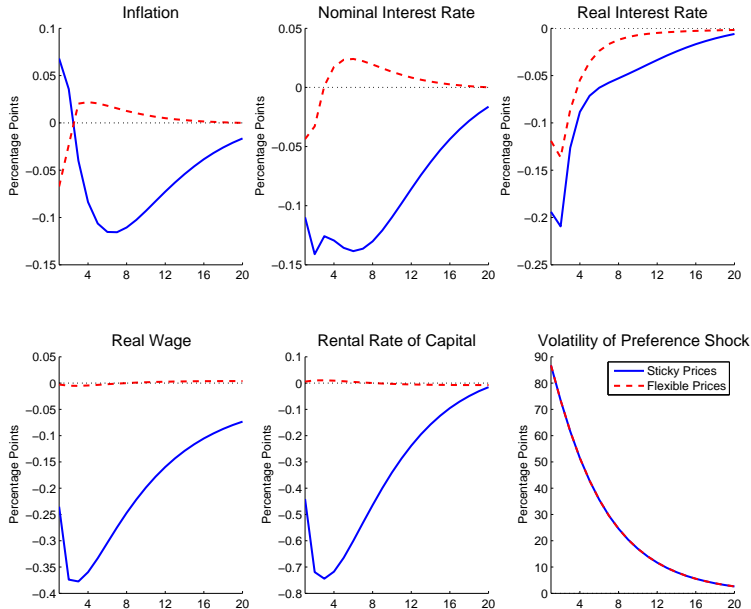 Inflation
Nominal Interest Rate
Real Interest Rate
Percentage Points
0.1
0.05
0
−0.05
−0.1
−0.15
4 8 12 16 20
Percentage Points
0.05
0
−0.05
−0.1
−0.15
4 8 12 16 20
Percentage Points
0
−0.05
−0.1
−0.15
−0.2
−0.25
4 8 12 16 20
Real Wage
Rental Rate of Capital
Volatility of Preference Shock
Percentage Points
0.05
0
−0.05
−0.1
−0.15
−0.2
−0.25
−0.3
−0.35
−0.4
4 8 12 16 20
Percentage Points
0.1
0
−0.1
−0.2
−0.3
−0.4
−0.5
−0.6
−0.7
−0.8
4 8 12 16 20
Percentage Points
90
80
70
60
50
40
30
20
10
0
4 8 12 16 20
Sticky Prices
Flexible Prices